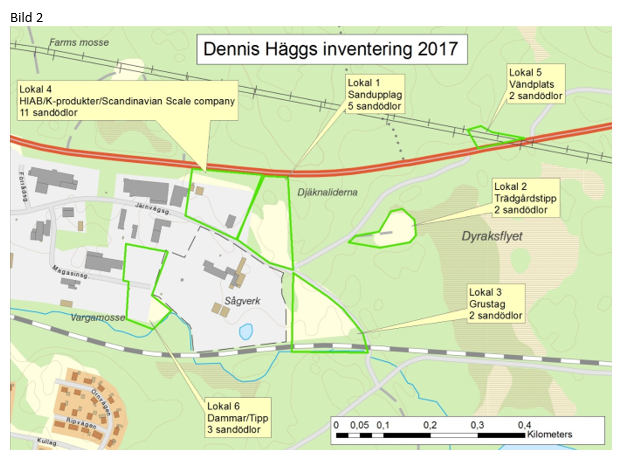 Bild 2
Farms mosse
Dennis Häggs inventering 2017
Lokal 4
HIAB/K-produkter/Scandinavian Scale company
11 sandödlor
Lokal 1
Sandupplag
5 sandödlor
Lokal 5
Vändplats
2 sandödlor
Förrådsg.
Järnvägsg.
Djäknaliderna
Lokal 2
Trädgårdstipp
2 sandödlor
Dyraksflyet
Magasinsg.
Sågverk
Vargamosse
Lokal 3
Grustag
2 sandödlor
Lokal 6
Dammar/Tipp
3 sandödlor
Örnvägen
Ripvägen
Kullag.
0 0,05 0,1 0,2 0,3 0,4
Kilometers